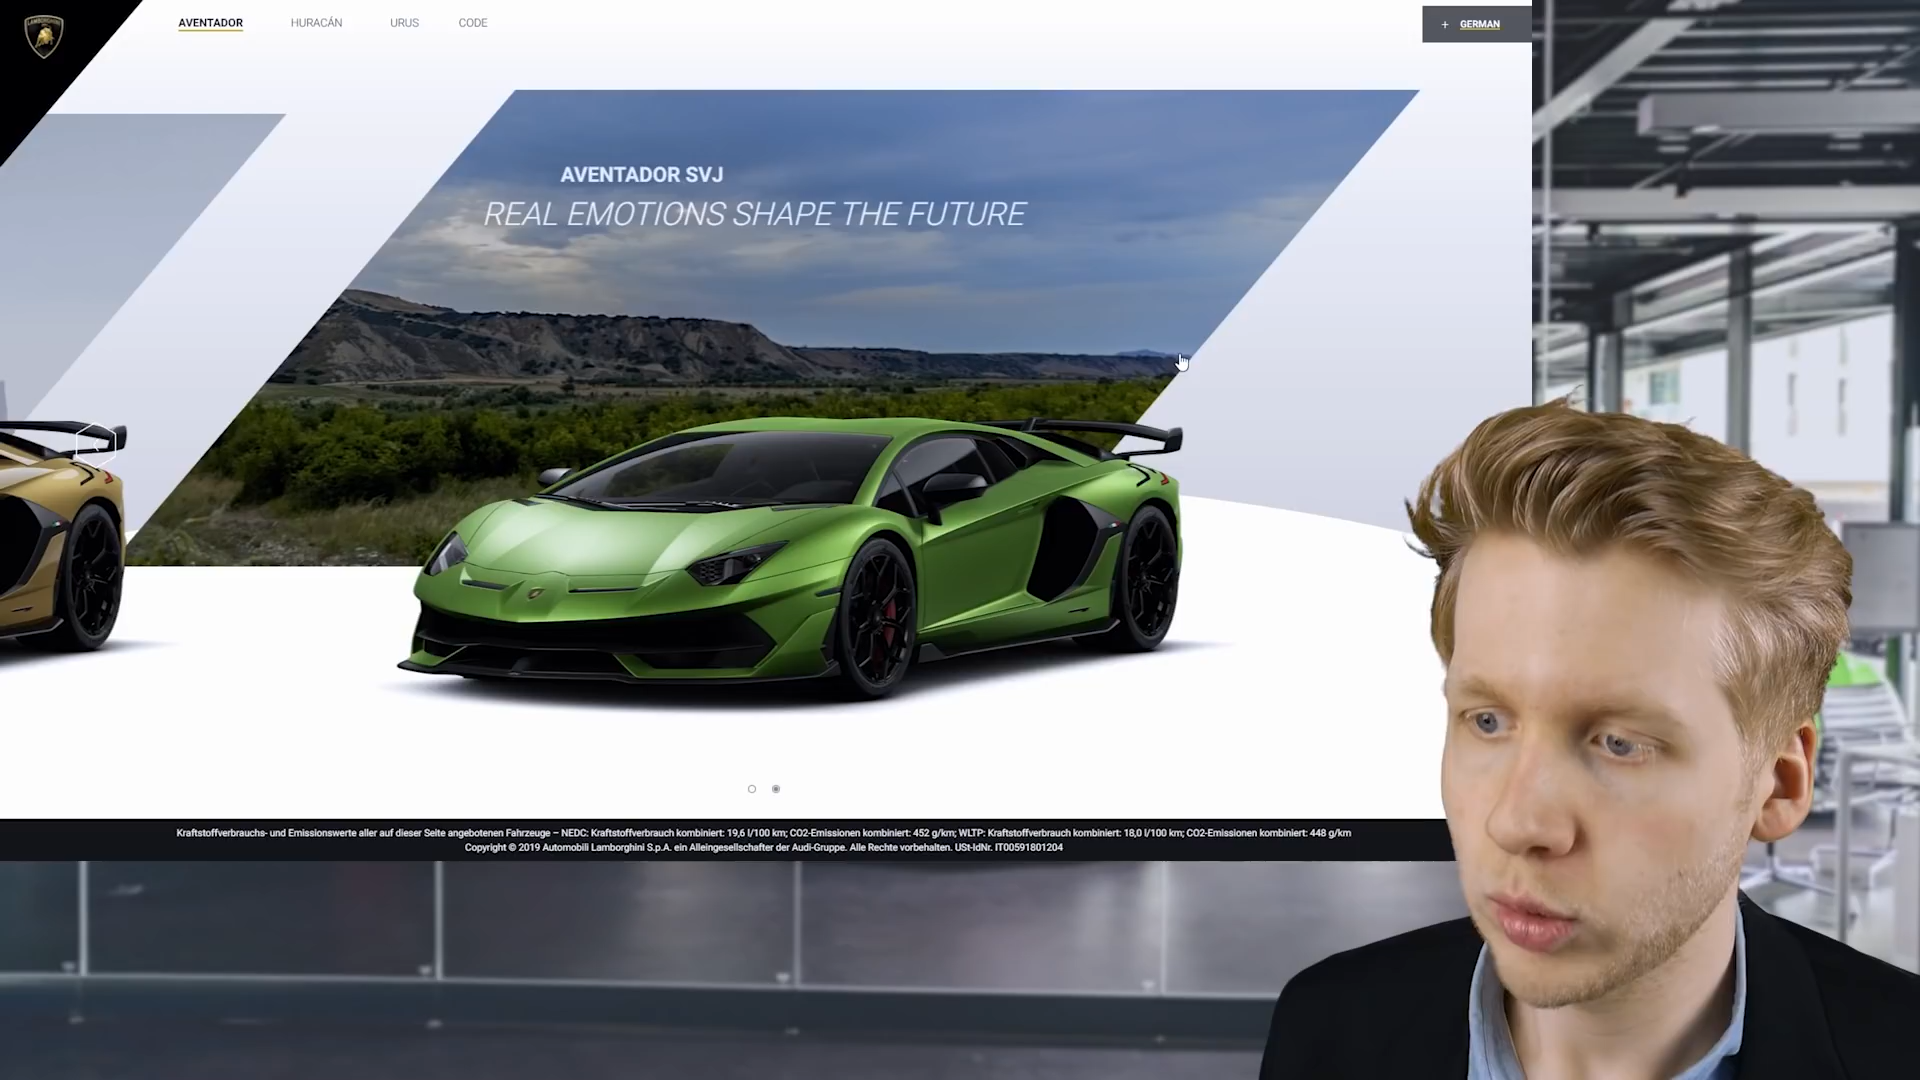 LAMBORGHINI
AVENTADOR
HURACÁN
URUS
CODE
+ GERMAN
AVENTADOR SVJ
REAL EMOTIONS SHAPE THE FUTURE
Kraftstoffverbrauchs- und Emissionswerte aller auf dieser Seite angebotenen Fahrzeuge – NEDC: Kraftstoffverbrauch kombiniert: 19,6 l/100 km; CO2-Emissionen kombiniert: 452 g/km; WLTP: Kraftstoffverbrauch kombiniert: 18,0 l/100 km; CO2-Emissionen kombiniert: 448 g/km
Copyright © 2019 Automobili Lamborghini S.p.A. ein Alleingesellschafter der Audi-Gruppe. Alle Rechte vorbehalten. USt-IdNr. IT00591801204